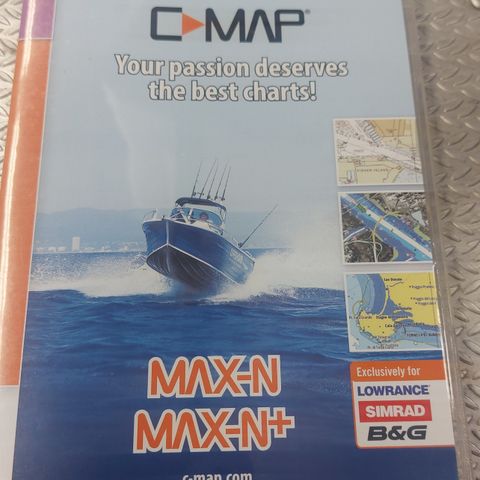 C-MAP®
Your passion deserves
the best charts!
MAX-N
MAX-N+
Exclusively for
LOWRANCE
SIMRAD
B&G
c-map.com